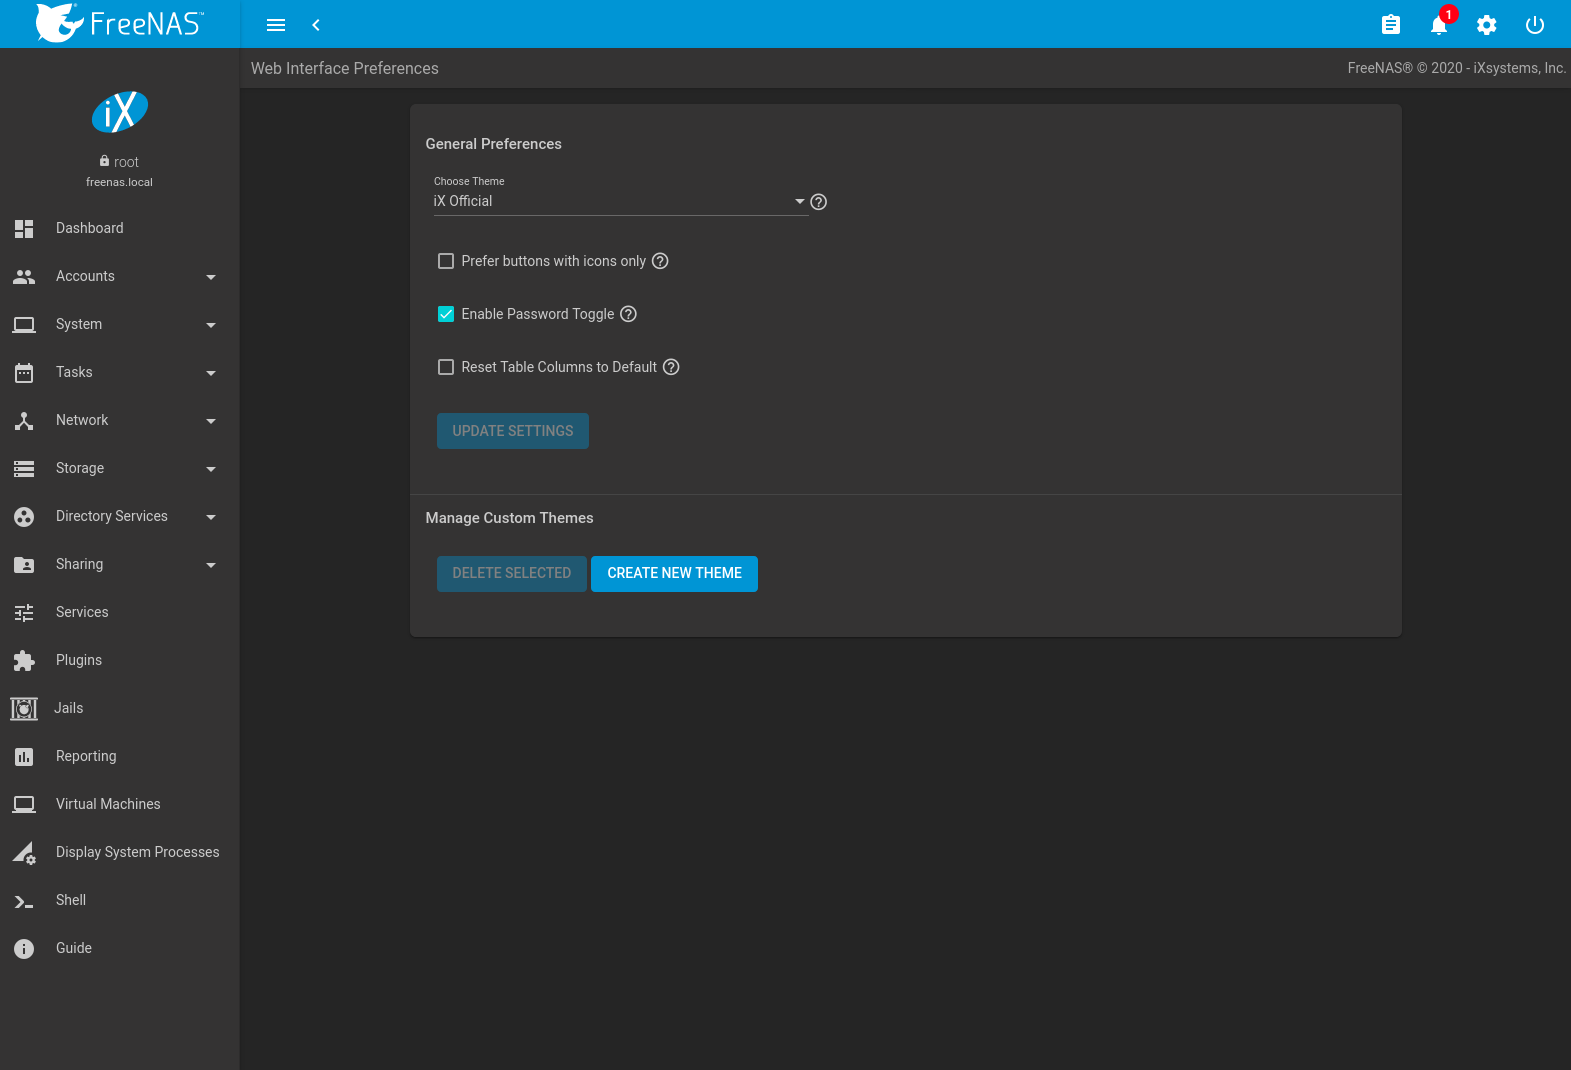 FreeNAS™
1
Web Interface Preferences
FreeNAS® © 2020 - iXsystems, Inc.
iX
root
freenas.local
Dashboard
Accounts
System
Tasks
Network
Storage
Directory Services
Sharing
Services
Plugins
Jails
Reporting
Virtual Machines
Display System Processes
Shell
Guide
General Preferences
Choose Theme
iX Official
Prefer buttons with icons only
Enable Password Toggle
Reset Table Columns to Default
UPDATE SETTINGS
Manage Custom Themes
DELETE SELECTED
CREATE NEW THEME